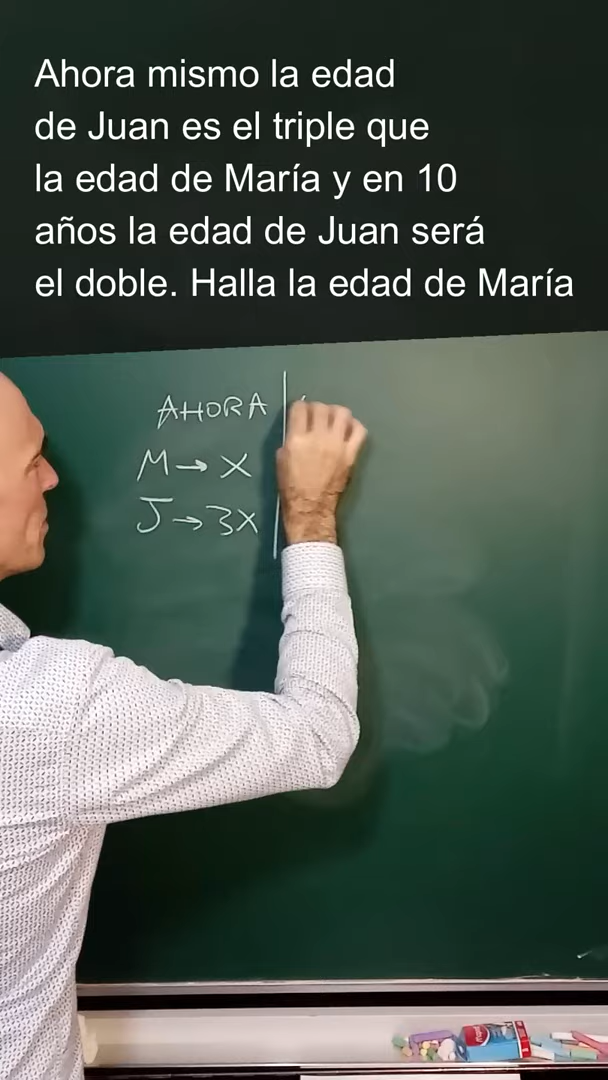 Ahora mismo la edad
de Juan es el triple que
la edad de María y en 10
años la edad de Juan será
el doble. Halla la edad de María
AHORA
M→X
J→3X